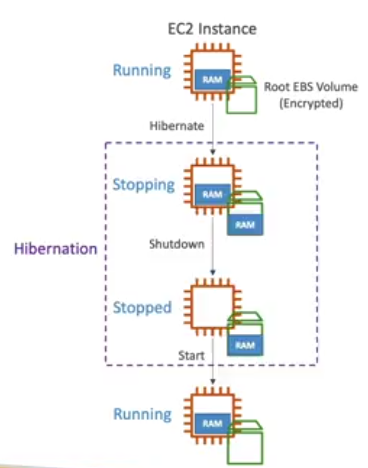 EC2 Instance
Running
RAM
Root EBS Volume
(Encrypted)
Hibernate
Stopping
RAM
RAM
Hibernation
Shutdown
Stopped
RAM
Start
Running
RAM